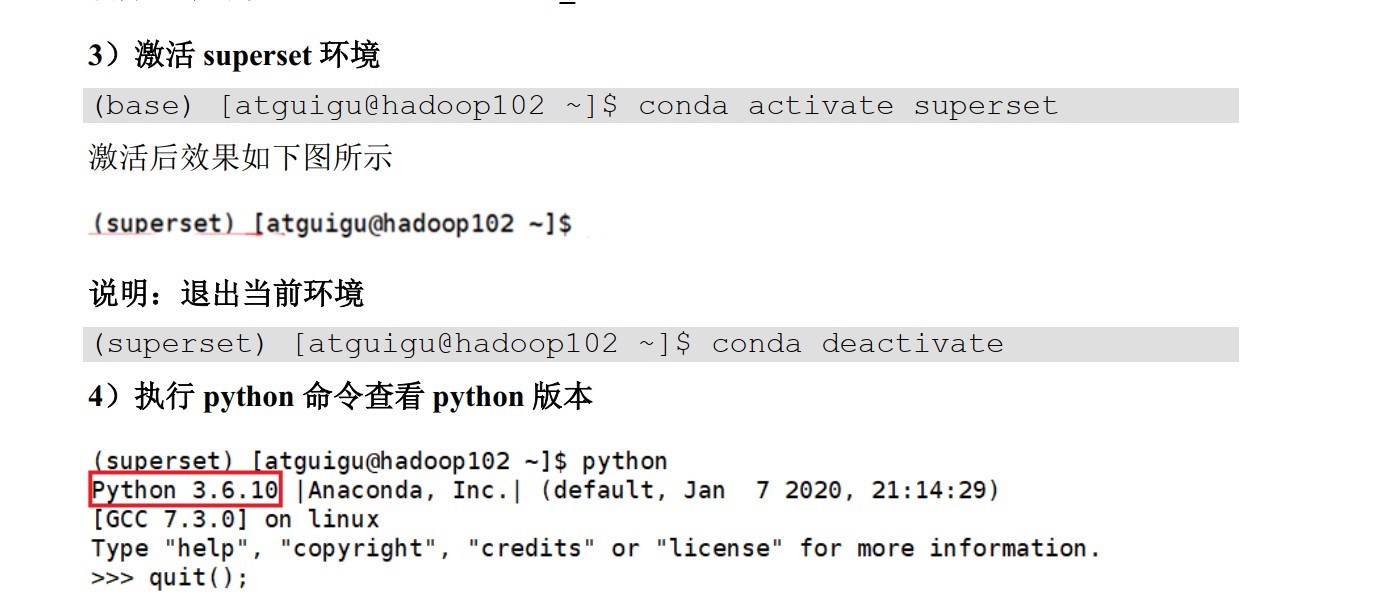 3）激活 superset 环境
(base) [atguigu@hadoop102 ~]$ conda activate superset
激活后效果如下图所示
(superset) [atguigu@hadoop102 ~]$
说明：退出当前环境
(superset) [atguigu@hadoop102 ~]$ conda deactivate
4）执行 python 命令查看 python 版本
(superset) [atguigu@hadoop102 ~]$ python
Python 3.6.10 |Anaconda, Inc.| (default, Jan  7 2020, 21:14:29)
[GCC 7.3.0] on linux
Type "help", "copyright", "credits" or "license" for more information.
>>> quit();